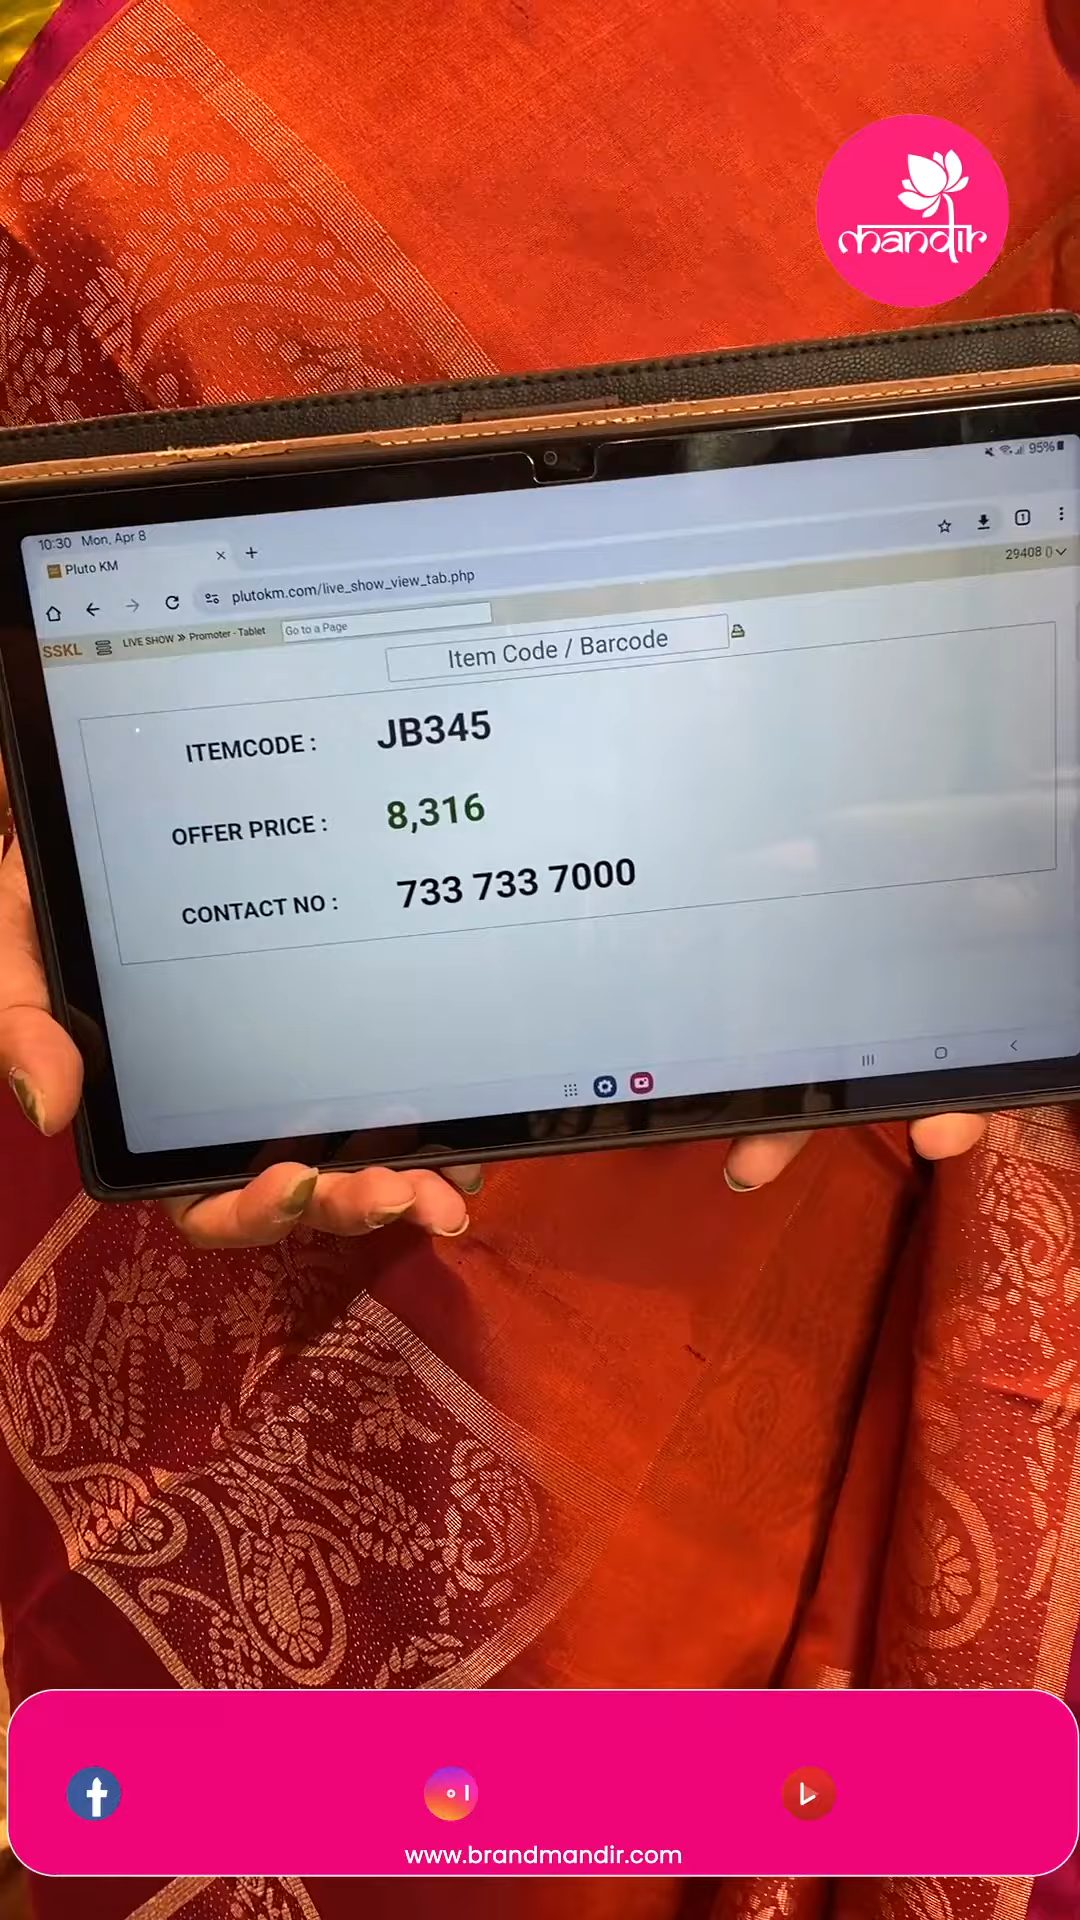 mandir
95%
10:30 Mon, Apr 8
Pluto KM
plutokm.com/live_show_view_tab.php
29408 ()
SSKL
LIVE SHOW >> Promoter - Tablet
Go to a Page
Item Code / Barcode
ITEMCODE : JB345
OFFER PRICE : 8,316
CONTACT NO : 733 733 7000
www.brandmandir.com